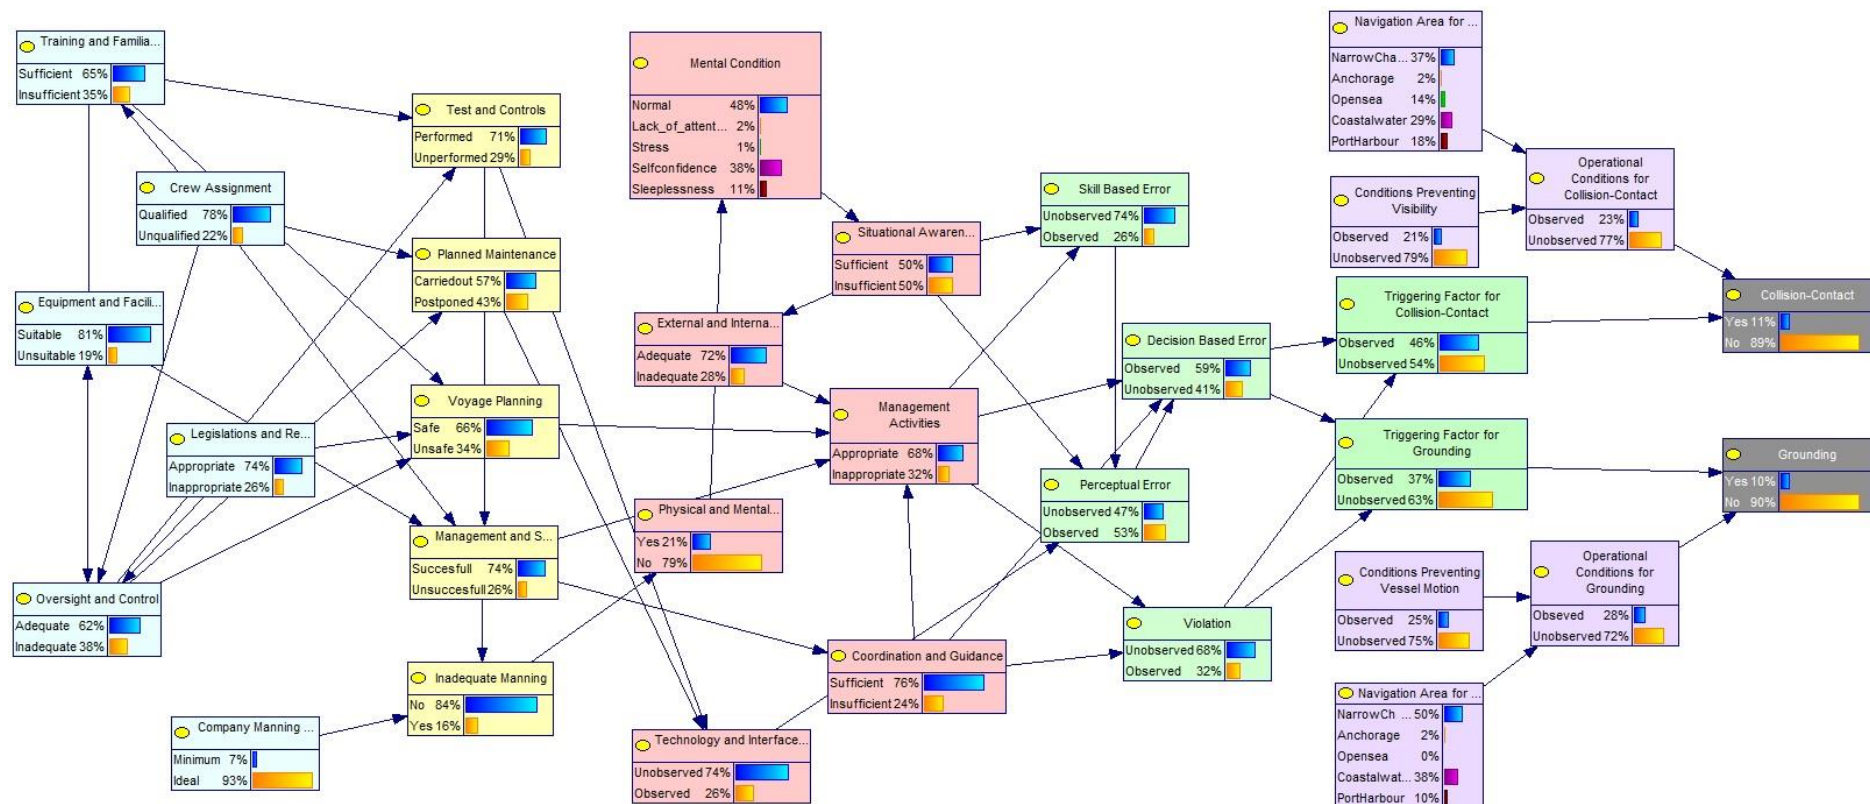 Training and Familia...
Sufficient 65%
Insufficient 35%
Crew Assignment
Qualified 78%
Unqualified 22%
Equipment and Facili...
Suitable 81%
Unsuitable 19%
Legislations and Re...
Appropriate 74%
Inappropriate 26%
Oversight and Control
Adequate 62%
Inadequate 38%
Company Manning ...
Minimum 7%
Ideal 93%
Test and Controls
Performed 71%
Unperformed 29%
Planned Maintenance
Carriedout 57%
Postponed 43%
Voyage Planning
Safe 66%
Unsafe 34%
Management and S...
Succesfull 74%
Unsuccesfull 26%
Inadequate Manning
No 84%
Yes 16%
Mental Condition
Normal 48%
Lack_of_attent... 2%
Stress 1%
Selfconfidence 38%
Sleeplessness 11%
Situational Awaren...
Sufficient 50%
Insufficient 50%
External and Interna...
Adequate 72%
Inadequate 28%
Management
Activities
Appropriate 68%
Inappropriate 32%
Physical and Mental...
Yes 21%
No 79%
Coordination and Guidance
Sufficient 76%
Insufficient 24%
Technology and Interface...
Unobserved 74%
Observed 26%
Skill Based Error
Unobserved 74%
Observed 26%
Decision Based Error
Observed 59%
Unobserved 41%
Perceptual Error
Unobserved 47%
Observed 53%
Violation
Unobserved 68%
Observed 32%
Navigation Area for ...
NarrowCha... 37%
Anchorage 2%
Opensea 14%
Coastalwater 29%
PortHarbour 18%
Conditions Preventing
Visibility
Observed 21%
Unobserved 79%
Operational
Conditions for
Collision-Contact
Observed 23%
Unobserved 77%
Triggering Factor for
Collision-Contact
Observed 46%
Unobserved 54%
Collision-Contact
Yes 11%
No 89%
Triggering Factor for
Grounding
Observed 37%
Unobserved 63%
Grounding
Yes 10%
No 90%
Conditions Preventing
Vessel Motion
Observed 25%
Unobserved 75%
Operational
Conditions for
Grounding
Obseved 28%
Unobserved 72%
Navigation Area for ...
NarrowCh ... 50%
Anchorage 2%
Opensea 0%
Coastalwat... 38%
PortHarbour 10%